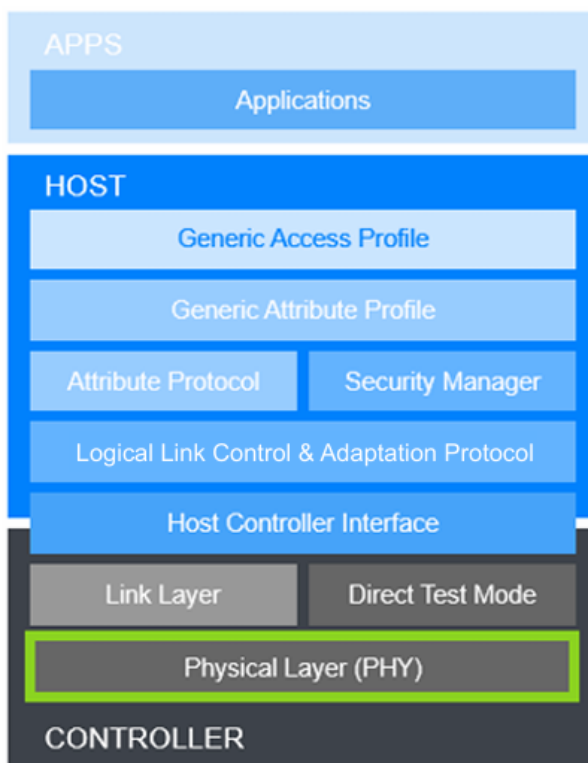 APPS
Applications
HOST
Generic Access Profile
Generic Attribute Profile
Attribute Protocol
Security Manager
Logical Link Control & Adaptation Protocol
Host Controller Interface
Link Layer
Direct Test Mode
Physical Layer (PHY)
CONTROLLER